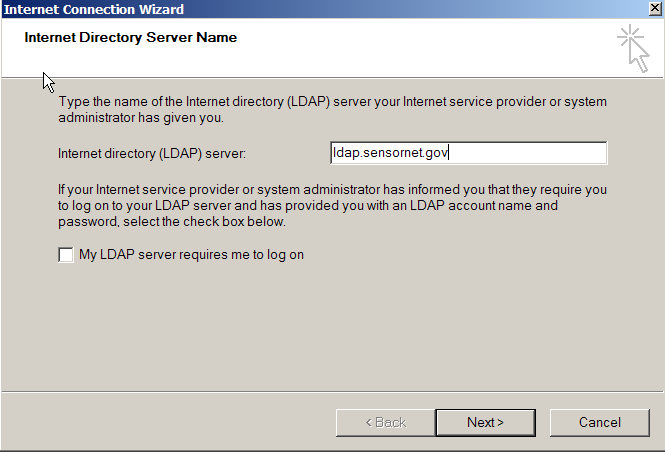 Internet Connection Wizard
Internet Directory Server Name
Type the name of the Internet directory (LDAP) server your Internet service provider or system
administrator has given you.
Internet directory (LDAP) server:
ldap.sensornet.gov
If your Internet service provider or system administrator has informed you that they require you
to log on to your LDAP server and has provided you with an LDAP account name and
password, select the check box below.
My LDAP server requires me to log on
< Back
Next >
Cancel